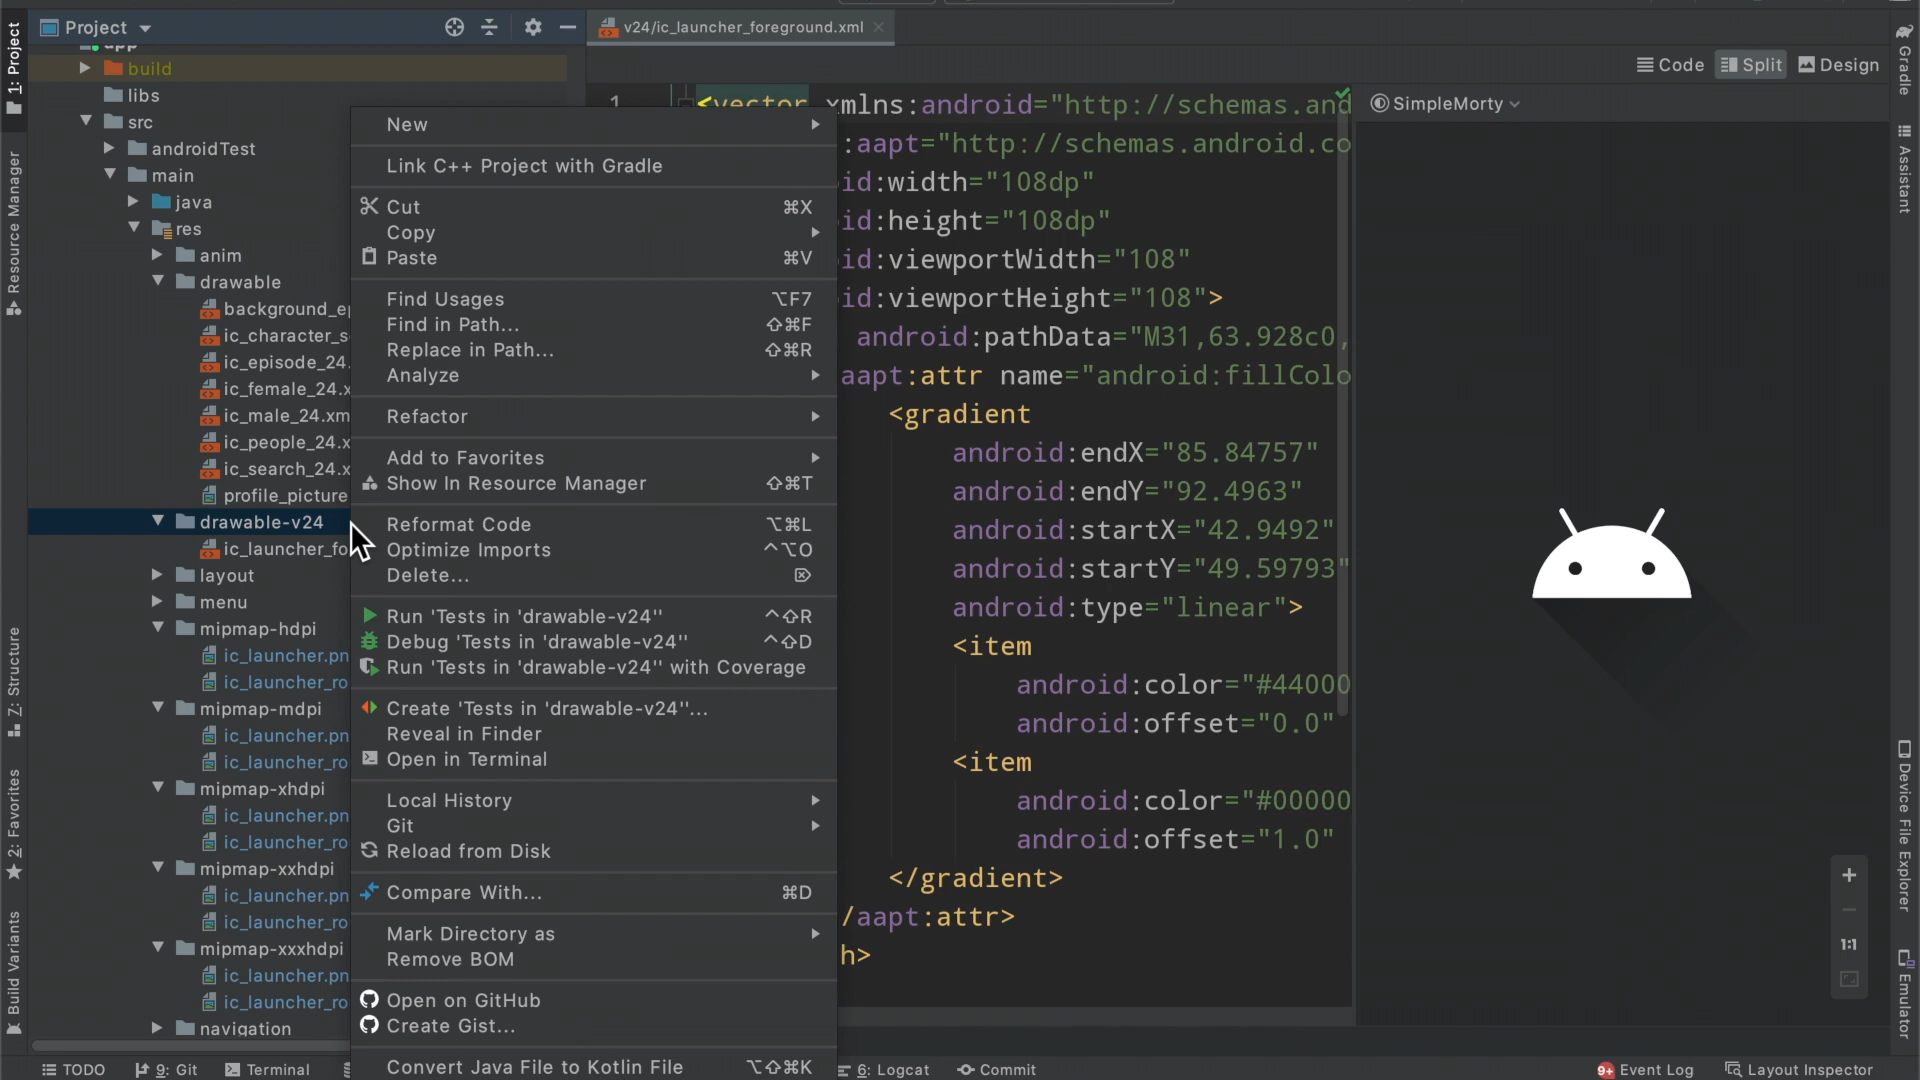 Project
v24/ic_launcher_foreground.xml
1: Project
Resource Manager
Z: Structure
2: Favorites
Build Variants
app
build
libs
src
androidTest
main
java
res
anim
drawable
background_ep
ic_character_s
ic_episode_24.
ic_female_24.x
ic_male_24.xm
ic_people_24.x
ic_search_24.x
profile_picture
drawable-v24
ic_launcher_fo
layout
menu
mipmap-hdpi
ic_launcher.pn
ic_launcher_ro
mipmap-mdpi
ic_launcher.pn
ic_launcher_ro
mipmap-xhdpi
ic_launcher.pn
ic_launcher_ro
mipmap-xxhdpi
ic_launcher.pn
ic_launcher_ro
mipmap-xxxhdpi
ic_launcher.pn
ic_launcher_ro
navigation
New
Link C++ Project with Gradle
Cut ⌘X
Copy
Paste ⌘V
Find Usages ⌥F7
Find in Path... ⇧⌘F
Replace in Path... ⇧⌘R
Analyze
Refactor
Add to Favorites
Show In Resource Manager ⇧⌘T
Reformat Code ⌥⌘L
Optimize Imports ^⌥O
Delete... ⌦
Run 'Tests in 'drawable-v24'' ^⇧R
Debug 'Tests in 'drawable-v24'' ^⇧D
Run 'Tests in 'drawable-v24'' with Coverage
Create 'Tests in 'drawable-v24''...
Reveal in Finder
Open in Terminal
Local History
Git
Reload from Disk
Compare With... ⌘D
Mark Directory as
Remove BOM
Open on GitHub
Create Gist...
Convert Java File to Kotlin File ⌥⇧⌘K
Code Split Design
1 <vector xmlns:android="http://schemas.and
:aapt="http://schemas.android.co
id:width="108dp"
id:height="108dp"
id:viewportWidth="108"
id:viewportHeight="108">
android:pathData="M31,63.928c0,
aapt:attr name="android:fillColo
<gradient
android:endX="85.84757"
android:endY="92.4963"
android:startX="42.9492"
android:startY="49.59793"
android:type="linear">
<item
android:color="#44000
android:offset="0.0"
<item
android:color="#00000
android:offset="1.0"
</gradient>
/aapt:attr>
h>
SimpleMorty
1:1
Gradle
Assistant
Device File Explorer
Emulator
TODO 9: Git Terminal 6: Logcat Commit 9+ Event Log Layout Inspector